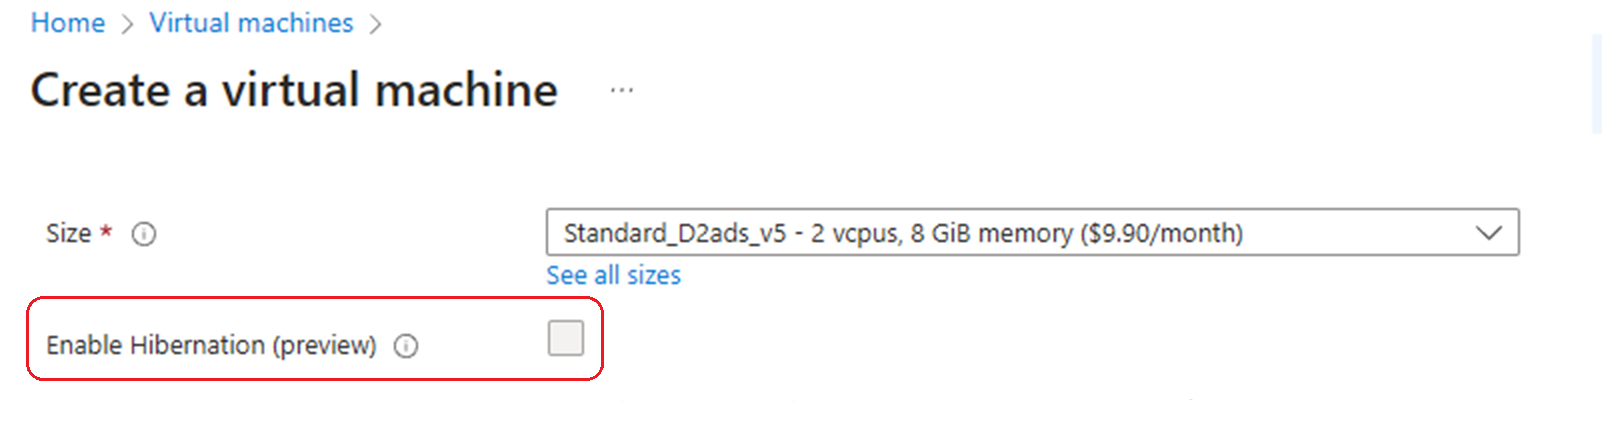 Home > Virtual machines >
Create a virtual machine ...
Size * Standard_D2ads_v5 - 2 vcpus, 8 GiB memory ($9.90/month)
See all sizes
Enable Hibernation (preview)